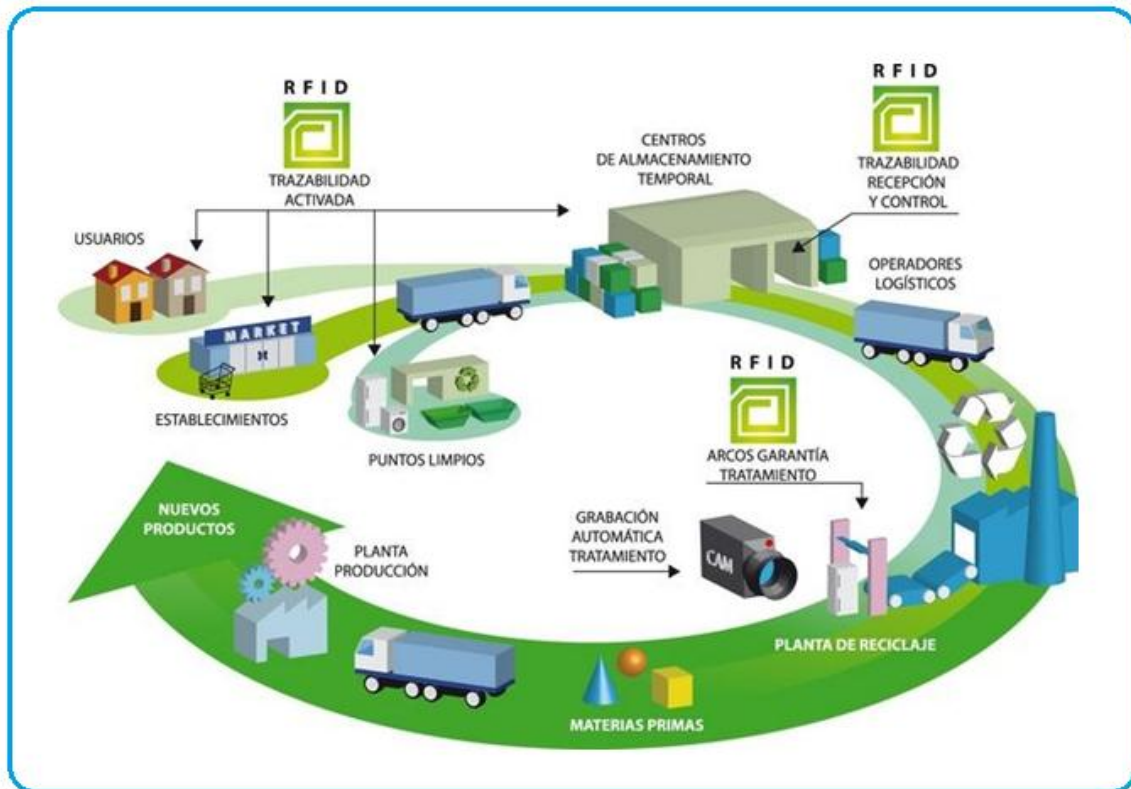 RFID
TRAZABILIDAD
ACTIVADA
RFID
TRAZABILIDAD
RECEPCIÓN
Y CONTROL
CENTROS
DE ALMACENAMIENTO
TEMPORAL
USUARIOS
OPERADORES
LOGÍSTICOS
MARKET
ESTABLECIMIENTOS
PUNTOS LIMPIOS
RFID
ARCOS GARANTÍA
TRATAMIENTO
NUEVOS
PRODUCTOS
PLANTA
PRODUCCIÓN
GRABACIÓN
AUTOMÁTICA
TRATAMIENTO
CAM
PLANTA DE RECICLAJE
MATERIAS PRIMAS